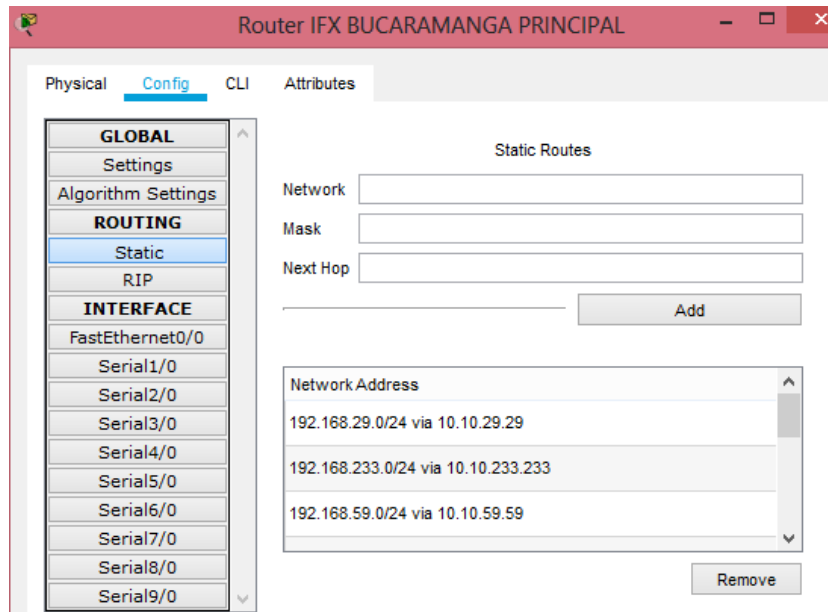 Router IFX BUCARAMANGA PRINCIPAL
Physical Config CLI Attributes
GLOBAL
Settings
Algorithm Settings
ROUTING
Static
RIP
INTERFACE
FastEthernet0/0
Serial1/0
Serial2/0
Serial3/0
Serial4/0
Serial5/0
Serial6/0
Serial7/0
Serial8/0
Serial9/0
Static Routes
Network
Mask
Next Hop
Add
Network Address
192.168.29.0/24 via 10.10.29.29
192.168.233.0/24 via 10.10.233.233
192.168.59.0/24 via 10.10.59.59
Remove